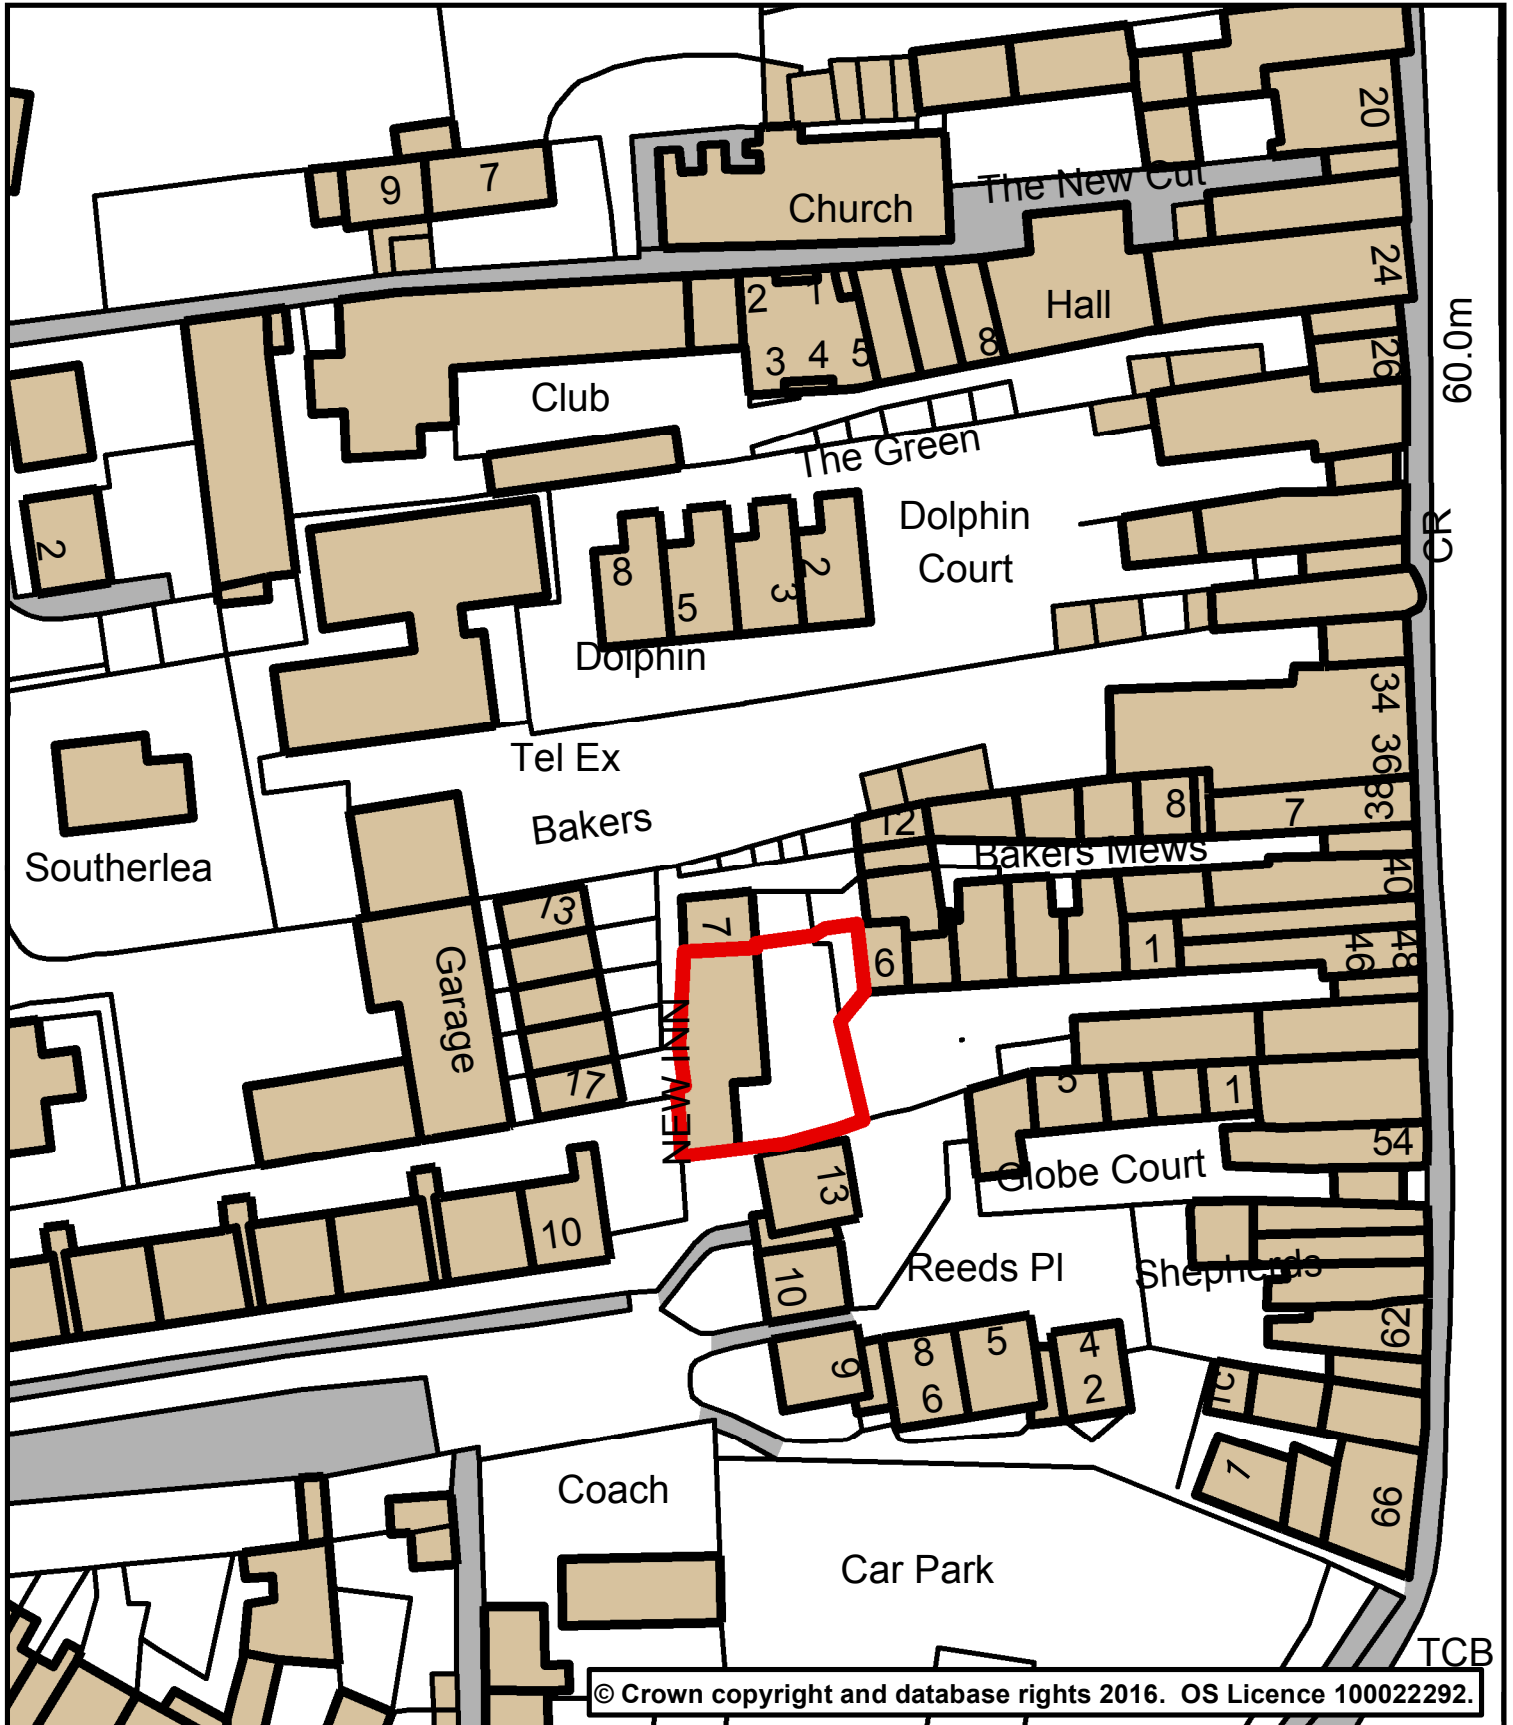 20
9
7
Church
The New Cut
24
2
1
8
Hall
3
4
5
26
60.0m
Club
The Green
Dolphin
Court
CR
2
8
5
3
2
Dolphin
34
36
Tel Ex
38
12
8
7
Bakers
Bakers Mews
Southerlea
40
13
7
6
1
46
48
Garage
NEW INN
17
5
1
54
Globe Court
13
10
Reeds Pl
Shepherds
10
62
9
8
5
4
6
2
TC
1
66
Coach
Car Park
TCB
© Crown copyright and database rights 2016. OS Licence 100022292.